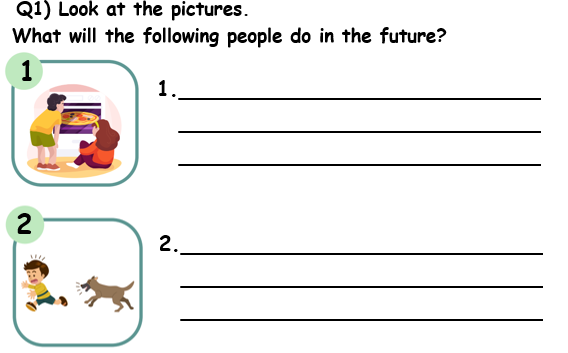 Q1) Look at the pictures.
What will the following people do in the future?
1
1.
2
2.